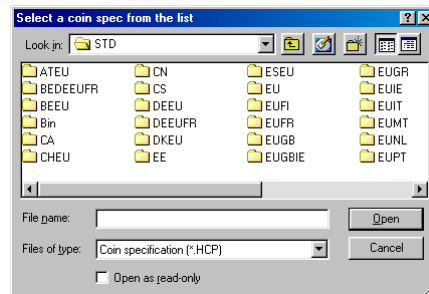 Select a coin spec from the list
Look in: STD
ATEU CN ESEU EUGR
BEDEEUFR CS EU EUIE
BEEU DEEU EUFI EUIT
Bin DEEUFR EUFR EUMT
CA DKEU EUGB EUNL
CHEU EE EUGBIE EUPT
File name: Open
Files of type: Coin specification (*.HCP) Cancel
Open as read-only